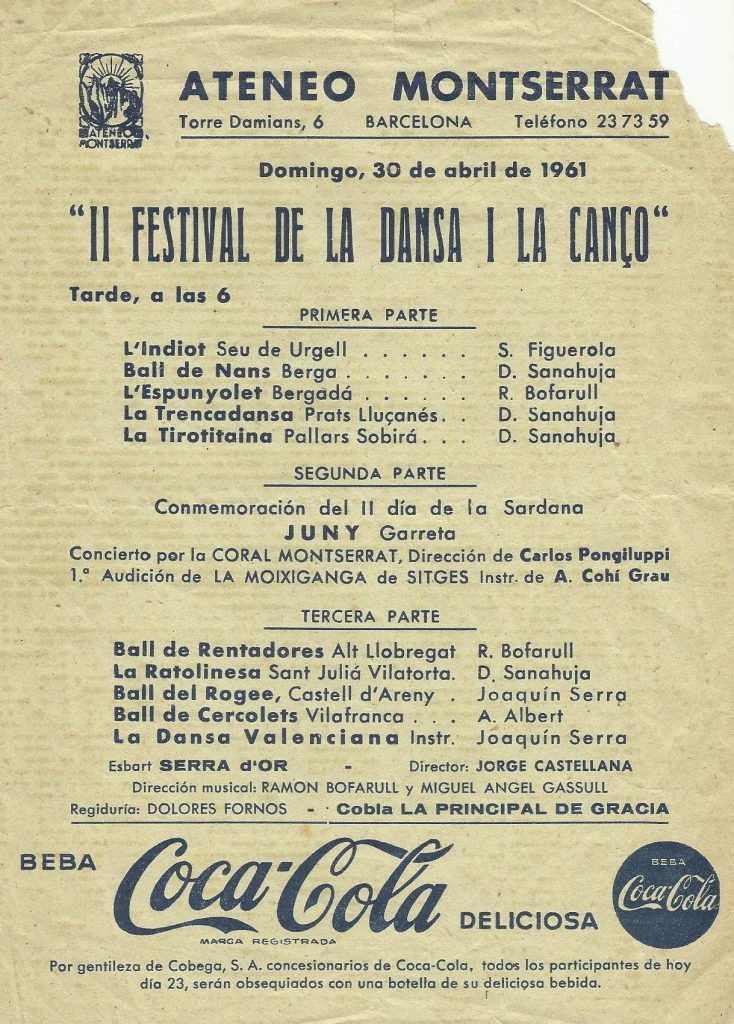 ATENEO MONTSERRAT
ATENEO
MONTSERRAT
Torre Damians, 6 BARCELONA Teléfono 23 73 59
Domingo, 30 de abril de 1961
"II FESTIVAL DE LA DANSA I LA CANÇO"
Tarde, a las 6
PRIMERA PARTE
L'Indiot Seu de Urgell . . . . . . S. Figuerola
Ball de Nans Berga . . . . . . . D. Sanahuja
L'Espunyolet Bergadá . . . . . . R. Bofarull
La Trencadansa Prats Lluçanés. . D. Sanahuja
La Tirotitaina Pallars Sobirá. . . D. Sanahuja
SEGUNDA PARTE
Conmemoración del II día de la Sardana
JUNY Garreta
Concierto por la CORAL MONTSERRAT, Dirección de Carlos Pongiluppi
1.ª Audición de LA MOIXIGANGA de SITGES Instr. de A. Cohí Grau
TERCERA PARTE
Ball de Rentadores Alt Llobregat R. Bofarull
La Ratolinesa Sant Juliá Vilatorta. D. Sanahuja
Ball del Rogee, Castell d'Areny . Joaquín Serra
Ball de Cercolets Vilafranca . . . A. Albert
La Dansa Valenciana Instr. Joaquín Serra
Esbart SERRA d'OR - Director: JORGE CASTELLANA
Dirección musical: RAMON BOFARULL y MIGUEL ANGEL GASSULL
Regiduría: DOLORES FORNOS - Cobla LA PRINCIPAL DE GRACIA
BEBA Coca-Cola DELICIOSA
MARCA REGISTRADA
BEBA
Coca-Cola
Por gentileza de Cobega, S. A. concesionarios de Coca-Cola, todos los participantes de hoy
día 23, serán obsequiados con una botella de su deliciosa bebida.